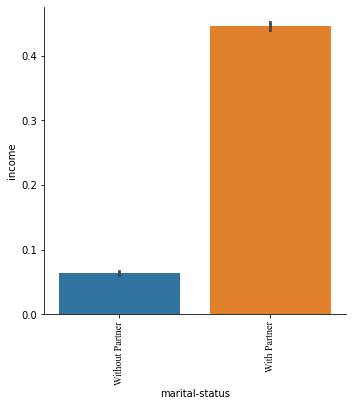 0.4
0.3
0.2
0.1
0.0
income
Without Partner
With Partner
marital-status